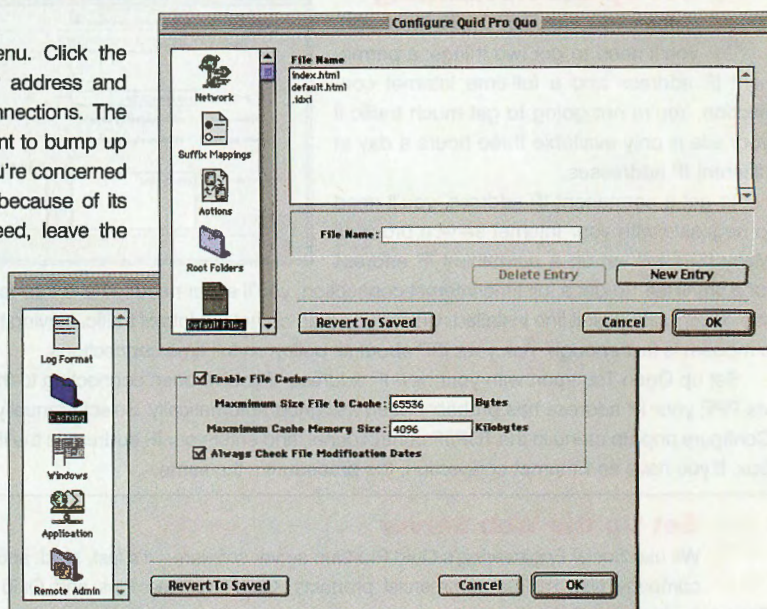 enu. Click the
address and
nnections. The
nt to bump up
u're concerned
because of its
eed, leave the
Configure Quid Pro Quo
Network
Suffix Mappings
Actions
Root Folders
Default Files
File Name
index.html
default.html
.idxl
File Name:
Delete Entry
New Entry
Revert To Saved
Cancel
OK
Log Format
Caching
Windows
Application
Remote Admin
Enable File Cache
Maxmimum Size File to Cache: 65536 Bytes
Maxmimum Cache Memory Size: 4096 Kilobytes
Always Check File Modification Dates
Revert To Saved
Cancel
OK